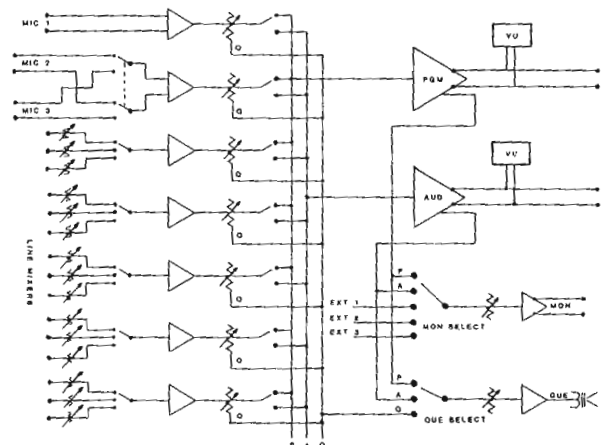 MIC 1
VU
MIC 2
Q
PGM
MIC 3
Q
VU
Q
AUD
Q
LINE MIXERS
P
A
Q
EXT 1
MON
EXT 2
EXT 3
MON SELECT
Q
P
A
QUE
Q
Q
QUE SELECT
P A Q